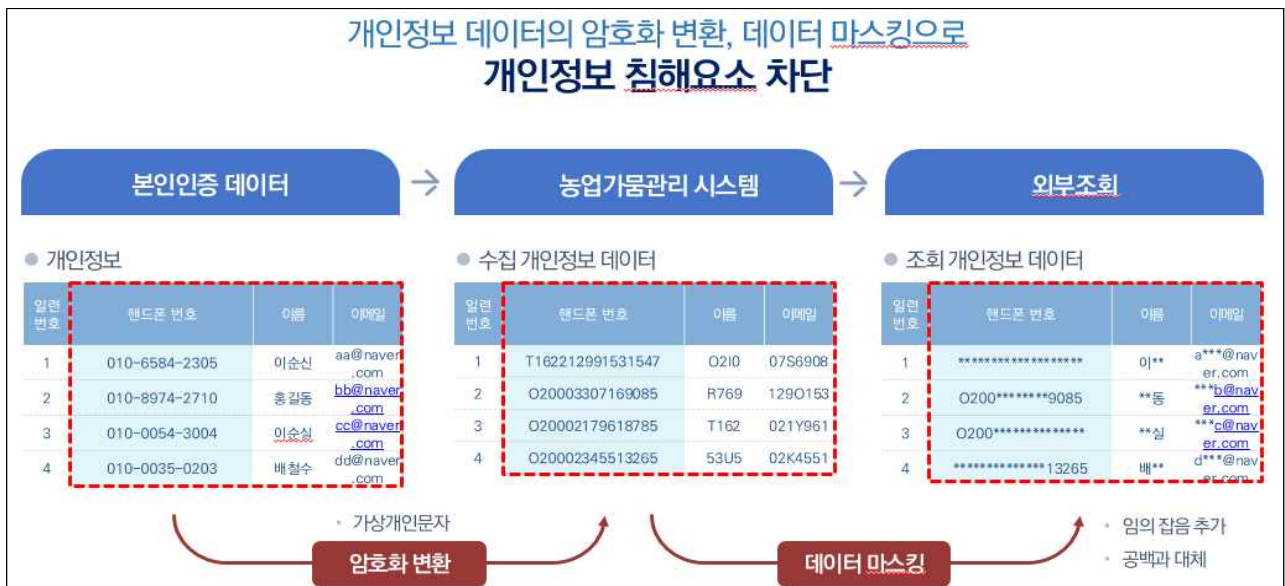 개인정보 데이터의 암호화 변환, 데이터 마스킹으로
개인정보 침해요소 차단
본인인증 데이터
농업가뭄관리 시스템
외부조회
개인정보
일련번호 핸드폰 번호 이름 이메일
1 010-6584-2305 이순신 aa@naver.com
2 010-8974-2710 홍길동 bb@naver.com
3 010-0054-3004 이순실 cc@naver.com
4 010-0035-0203 배철수 dd@naver.com
수집 개인정보 데이터
일련번호 핸드폰 번호 이름 이메일
1 T162212991531547 O2I0 07S6908
2 O20003307169085 R769 129O153
3 O20002179618785 T162 021Y961
4 O20002345513265 53U5 02K4551
조회 개인정보 데이터
일련번호 핸드폰 번호 이름 이메일
1 ****************** 이** a***@naver.com
2 O200********9085 **동 ***b@naver.com
3 O200************** **실 ***c@naver.com
4 **************13265 배** d***@naver.com
가상개인문자
암호화 변환
데이터 마스킹
임의 잡음 추가
공백과 대체